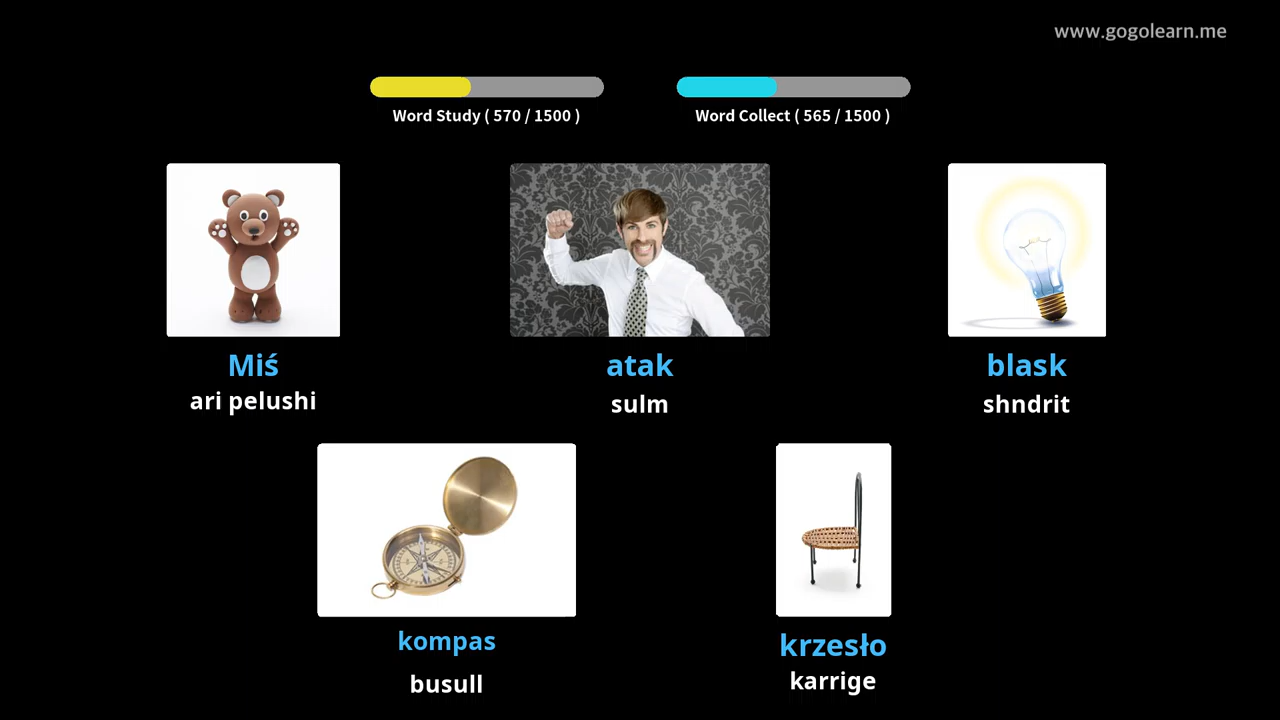 www.gogolearn.me
Word Study ( 570 / 1500 )
Word Collect ( 565 / 1500 )
Miś
ari pelushi
atak
sulm
blask
shndrit
kompas
busull
krzesło
karrige